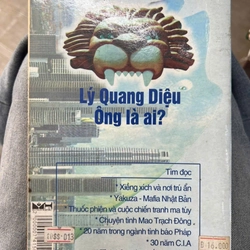 Lý Quang Diệu
Ông là ai?
Tìm đọc
* Xiềng xích và nơi trú ẩn
* Yakuza - Mafia Nhật Bản
Thuốc phiện và cuộc chiến tranh ma túy
* Chuyện tình Mao Trạch Đông
* 20 năm trong ngành tình báo Pháp
* 30 năm C.I.A